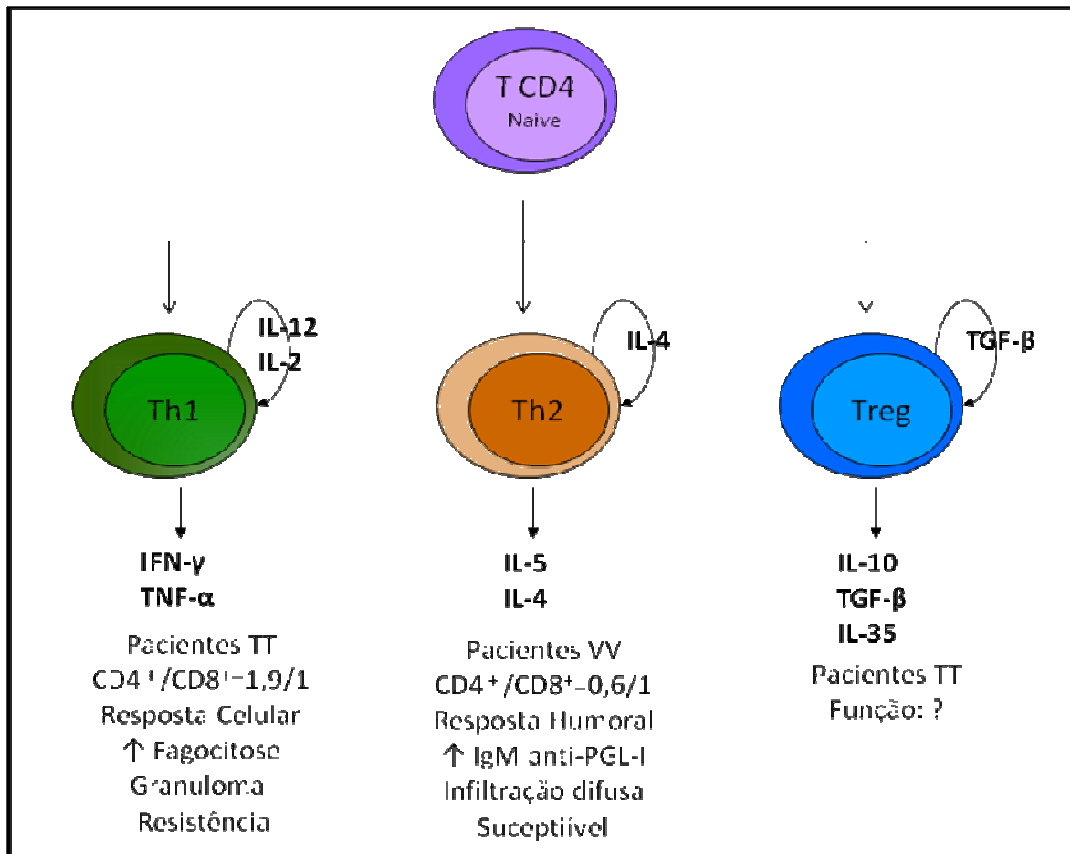 T CD4
Naive
IL-12
IL-2
Th1
IL-4
Th2
TGF-β
Treg
IFN-γ
TNF-α
Pacientes TT
CD4⁺/CD8⁺=1,9/1
Resposta Celular
↑ Fagocitose
Granuloma
Resistência
IL-5
IL-4
Pacientes VV
CD4⁺/CD8⁺=0,6/1
Resposta Humoral
↑ IgM anti-PGL-I
Infiltração difusa
Suceptiível
IL-10
TGF-β
IL-35
Pacientes TT
Função: ?